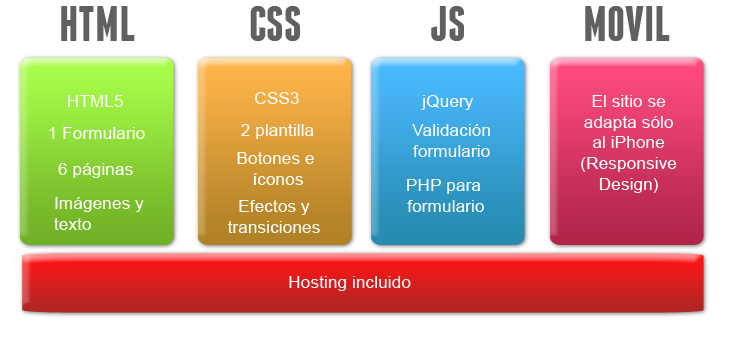 HTML
HTML5
1 Formulario
6 páginas
Imágenes y
texto
CSS
CSS3
2 plantilla
Botones e
íconos
Efectos y
transiciones
JS
jQuery
Validación
formulario
PHP para
formulario
MOVIL
El sitio se
adapta sólo
al iPhone
(Responsive
Design)
Hosting incluido